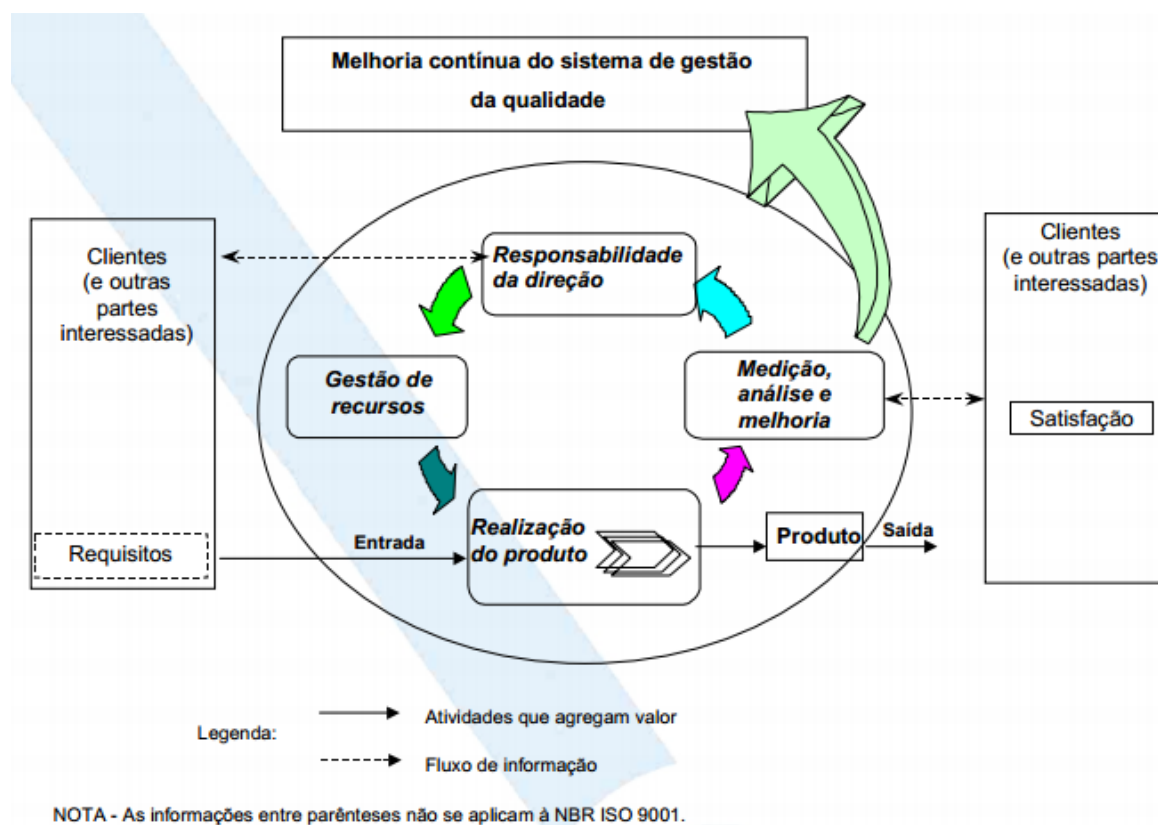 Melhoria contínua do sistema de gestão
da qualidade
Clientes
(e outras
partes
interessadas)
Responsabilidade
da direção
Clientes
(e outras partes
interessadas)
Gestão de
recursos
Medição,
análise e
melhoria
Satisfação
Requisitos
Entrada
Realização
do produto
Produto
Saída
Legenda:
Atividades que agregam valor
Fluxo de informação
NOTA - As informações entre parênteses não se aplicam à NBR ISO 9001.